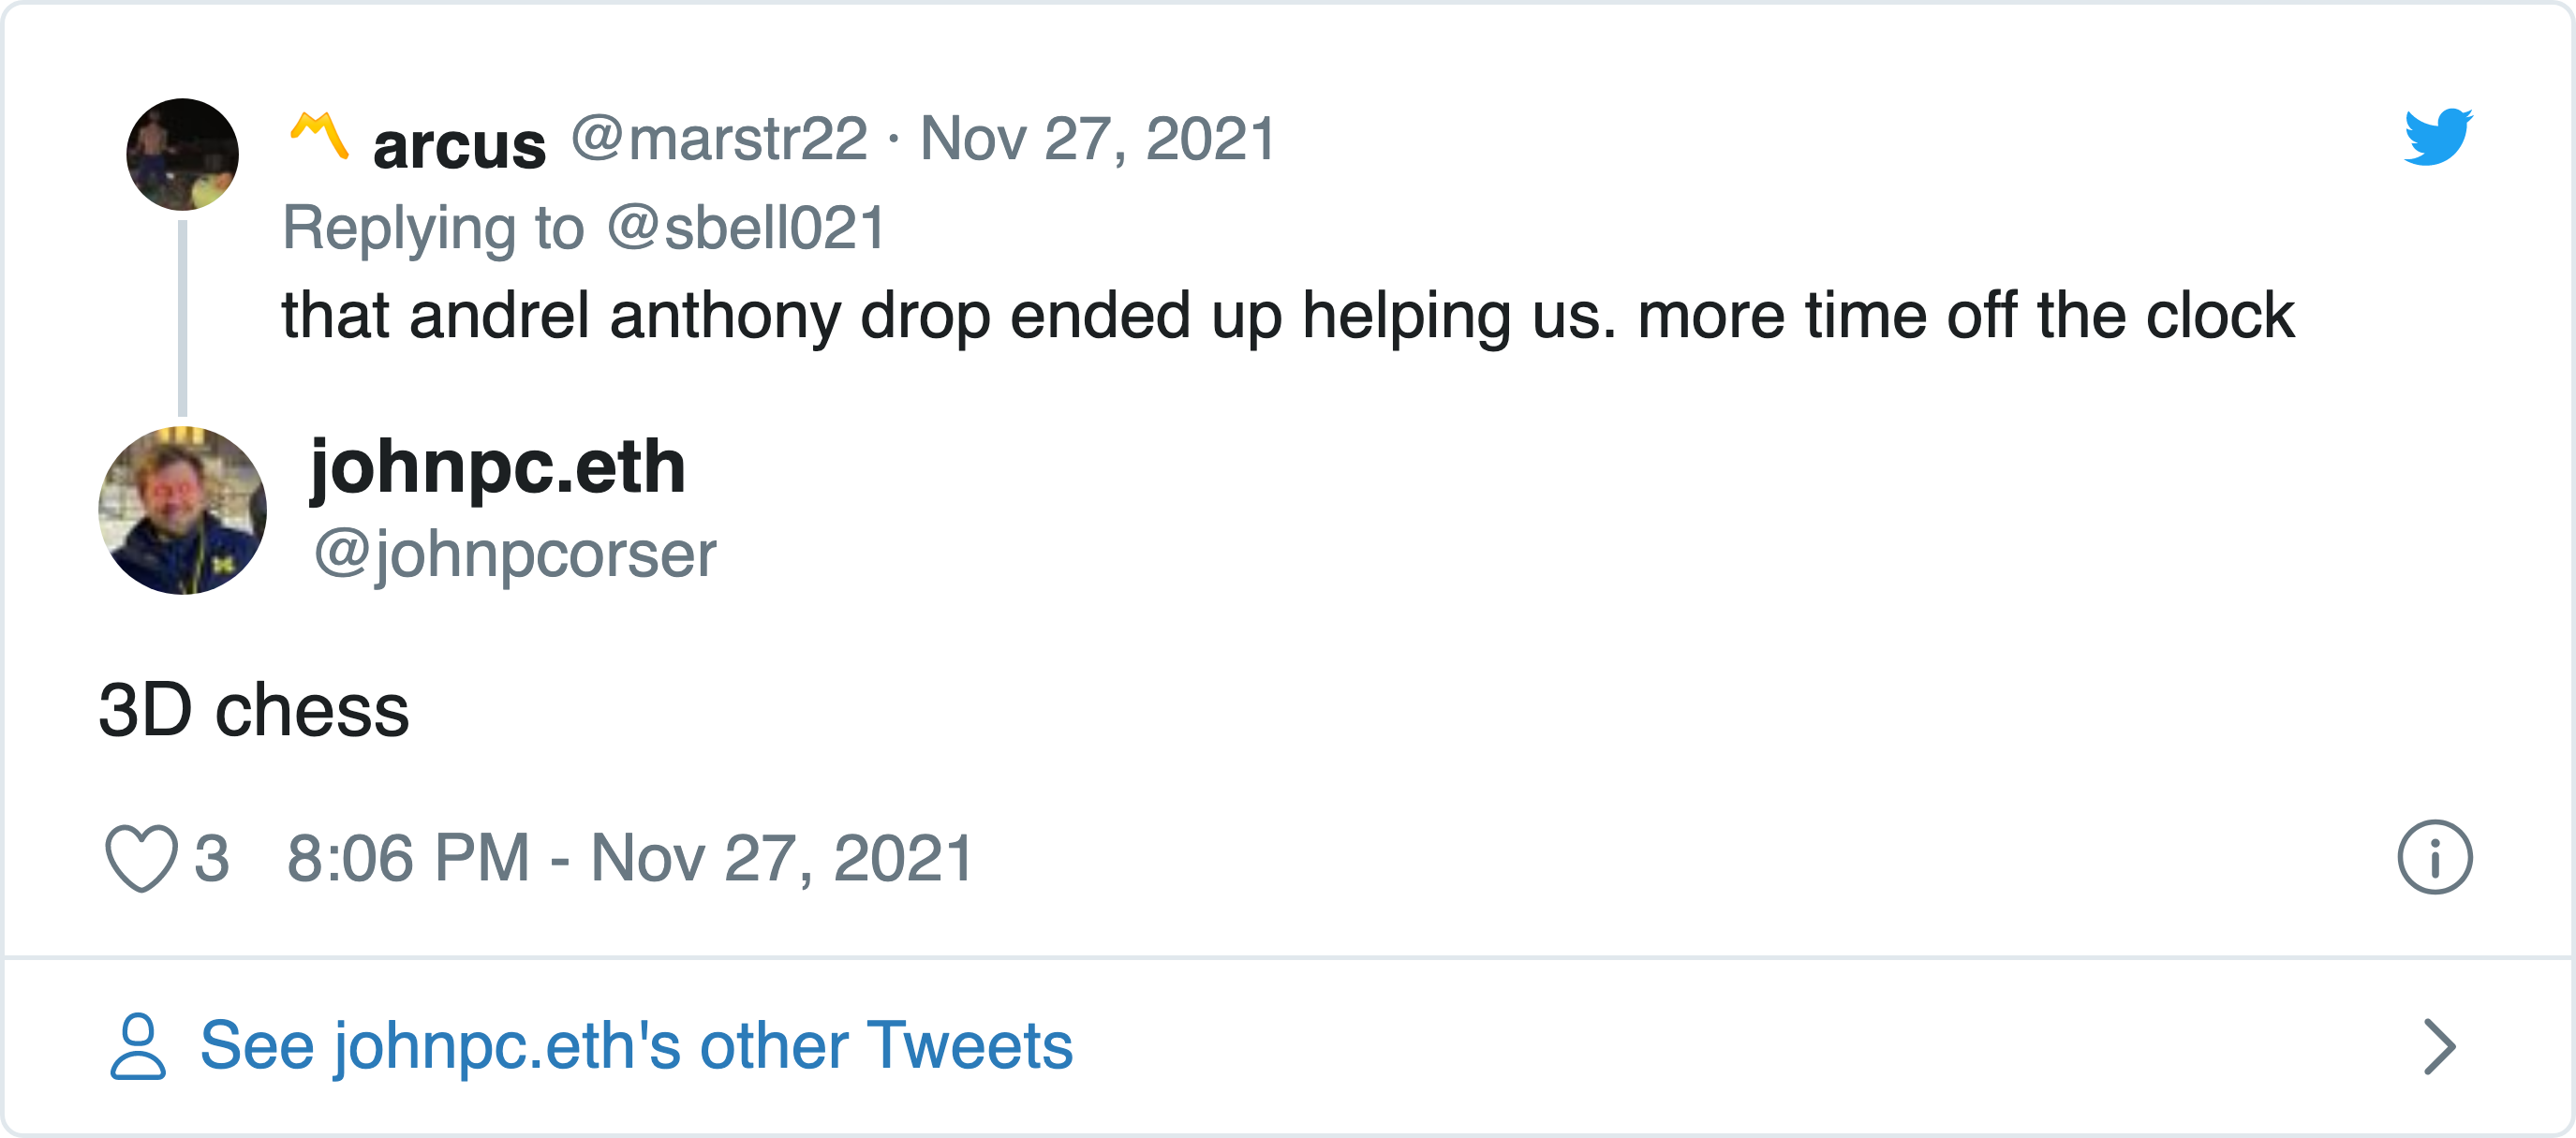 〽️ arcus @marstr22 · Nov 27, 2021
Replying to @sbell021
that andrel anthony drop ended up helping us. more time off the clock
johnpc.eth
@johnpcorser
3D chess
3 8:06 PM - Nov 27, 2021
See johnpc.eth's other Tweets